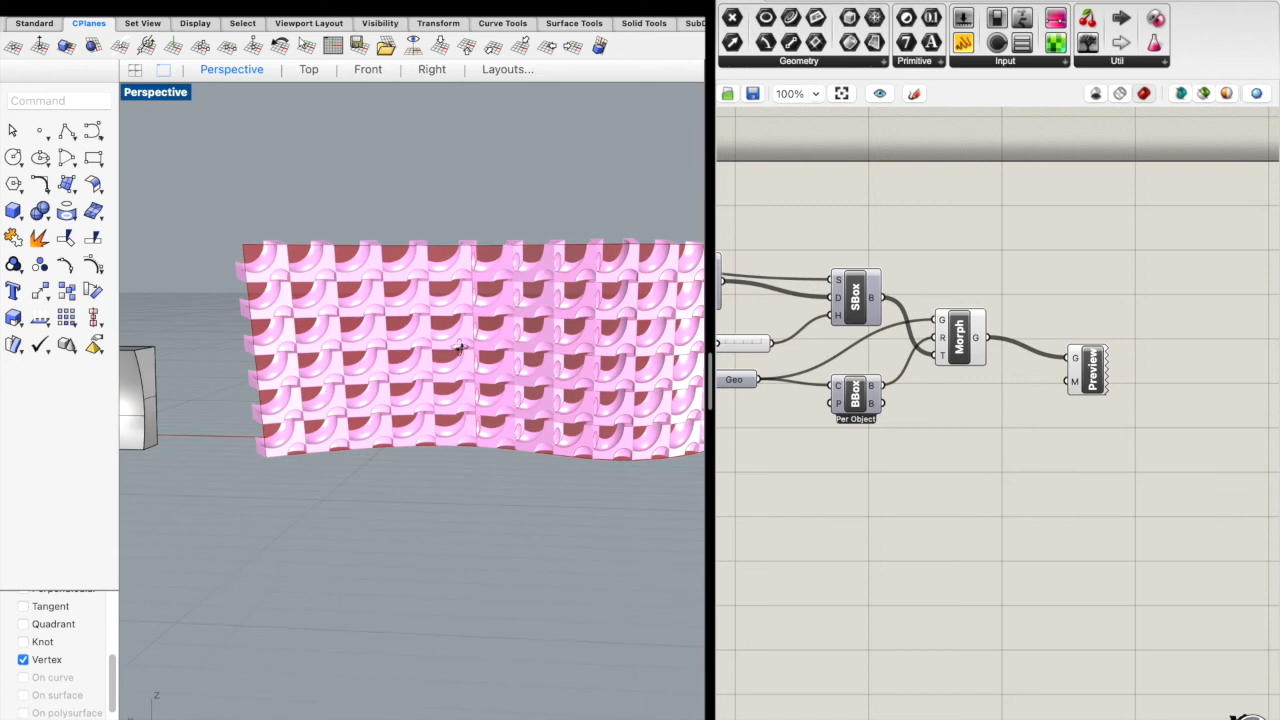 Standard CPlanes Set View Display Select Viewport Layout Visibility Transform Curve Tools Surface Tools Solid Tools SubD
Perspective Top Front Right Layouts...
Command
Perspective
Tangent
Quadrant
Knot
Vertex
On curve
On surface
On polysurface
Z
Geometry Primitive Input Util
100%
S
D
H
SBox
B
Geo
C
P
BBox
B
B
Per Object
G
R
T
Morph
G
G
M
Preview